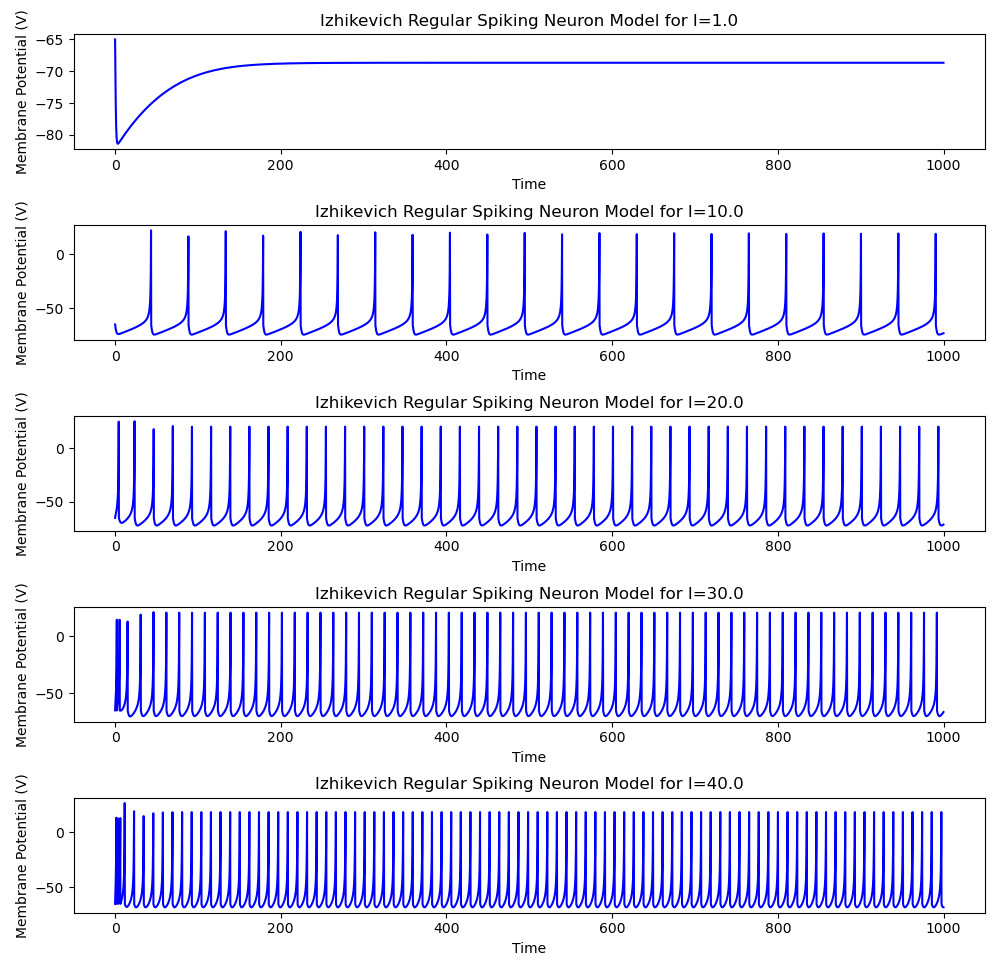 Izhikevich Regular Spiking Neuron Model for I=1.0
Membrane Potential (V)
−65
−70
−75
−80
0 200 400 600 800 1000
Time
Izhikevich Regular Spiking Neuron Model for I=10.0
Membrane Potential (V)
0
−50
0 200 400 600 800 1000
Time
Izhikevich Regular Spiking Neuron Model for I=20.0
Membrane Potential (V)
0
−50
0 200 400 600 800 1000
Time
Izhikevich Regular Spiking Neuron Model for I=30.0
Membrane Potential (V)
0
−50
0 200 400 600 800 1000
Time
Izhikevich Regular Spiking Neuron Model for I=40.0
Membrane Potential (V)
0
−50
0 200 400 600 800 1000
Time